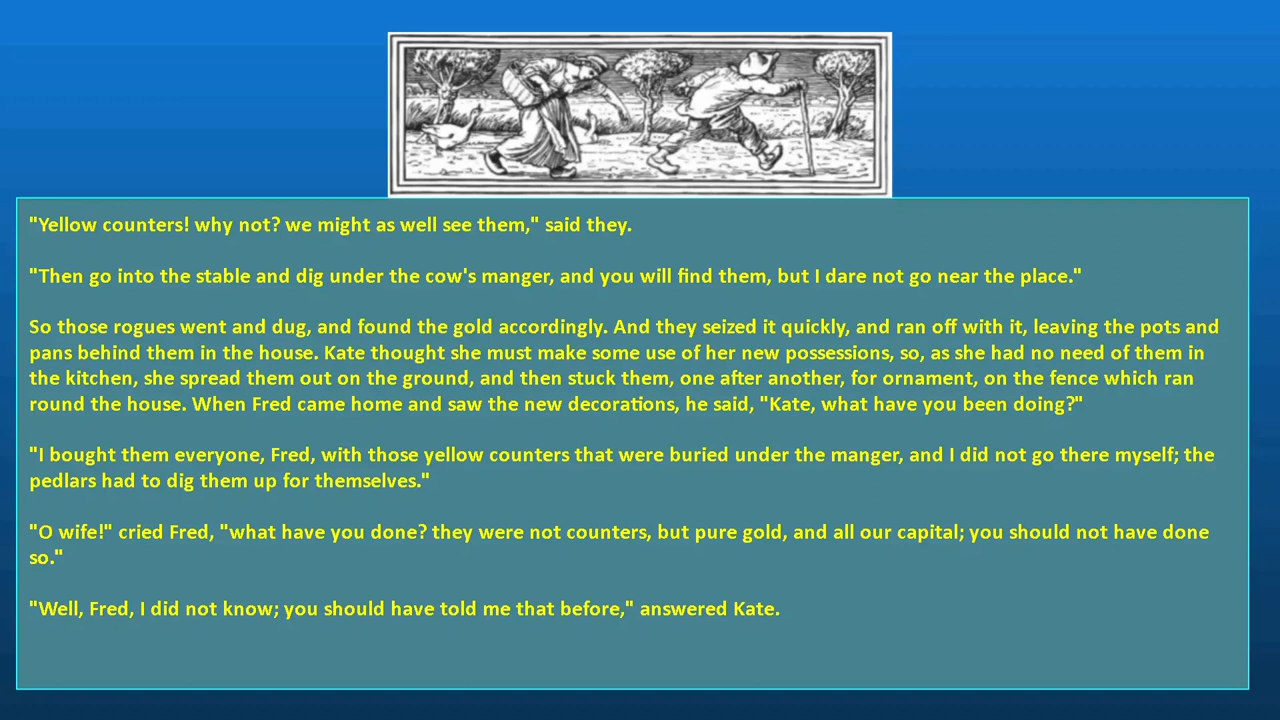 "Yellow counters! why not? we might as well see them," said they.
"Then go into the stable and dig under the cow's manger, and you will find them, but I dare not go near the place."
So those rogues went and dug, and found the gold accordingly. And they seized it quickly, and ran off with it, leaving the pots and
pans behind them in the house. Kate thought she must make some use of her new possessions, so, as she had no need of them in
the kitchen, she spread them out on the ground, and then stuck them, one after another, for ornament, on the fence which ran
round the house. When Fred came home and saw the new decorations, he said, "Kate, what have you been doing?"
"I bought them everyone, Fred, with those yellow counters that were buried under the manger, and I did not go there myself; the
pedlars had to dig them up for themselves."
"O wife!" cried Fred, "what have you done? they were not counters, but pure gold, and all our capital; you should not have done
so."
"Well, Fred, I did not know; you should have told me that before," answered Kate.